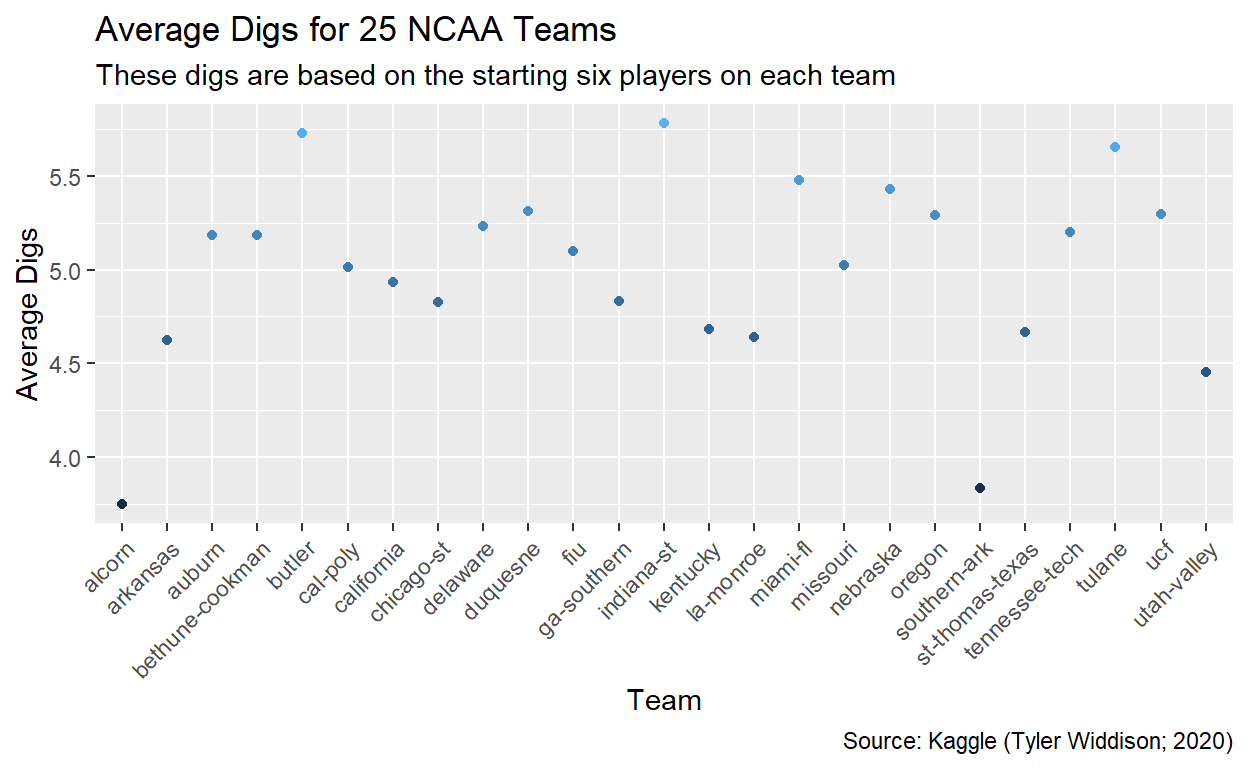 Average Digs for 25 NCAA Teams
These digs are based on the starting six players on each team
Average Digs
5.5
5.0
4.5
4.0
alcorn
arkansas
auburn
bethune-cookman
butler
cal-poly
california
chicago-st
delaware
duquesne
fiu
ga-southern
indiana-st
kentucky
la-monroe
miami-fl
missouri
nebraska
oregon
southern-ark
st-thomas-texas
tennessee-tech
tulane
ucf
utah-valley
Team
Source: Kaggle (Tyler Widdison; 2020)